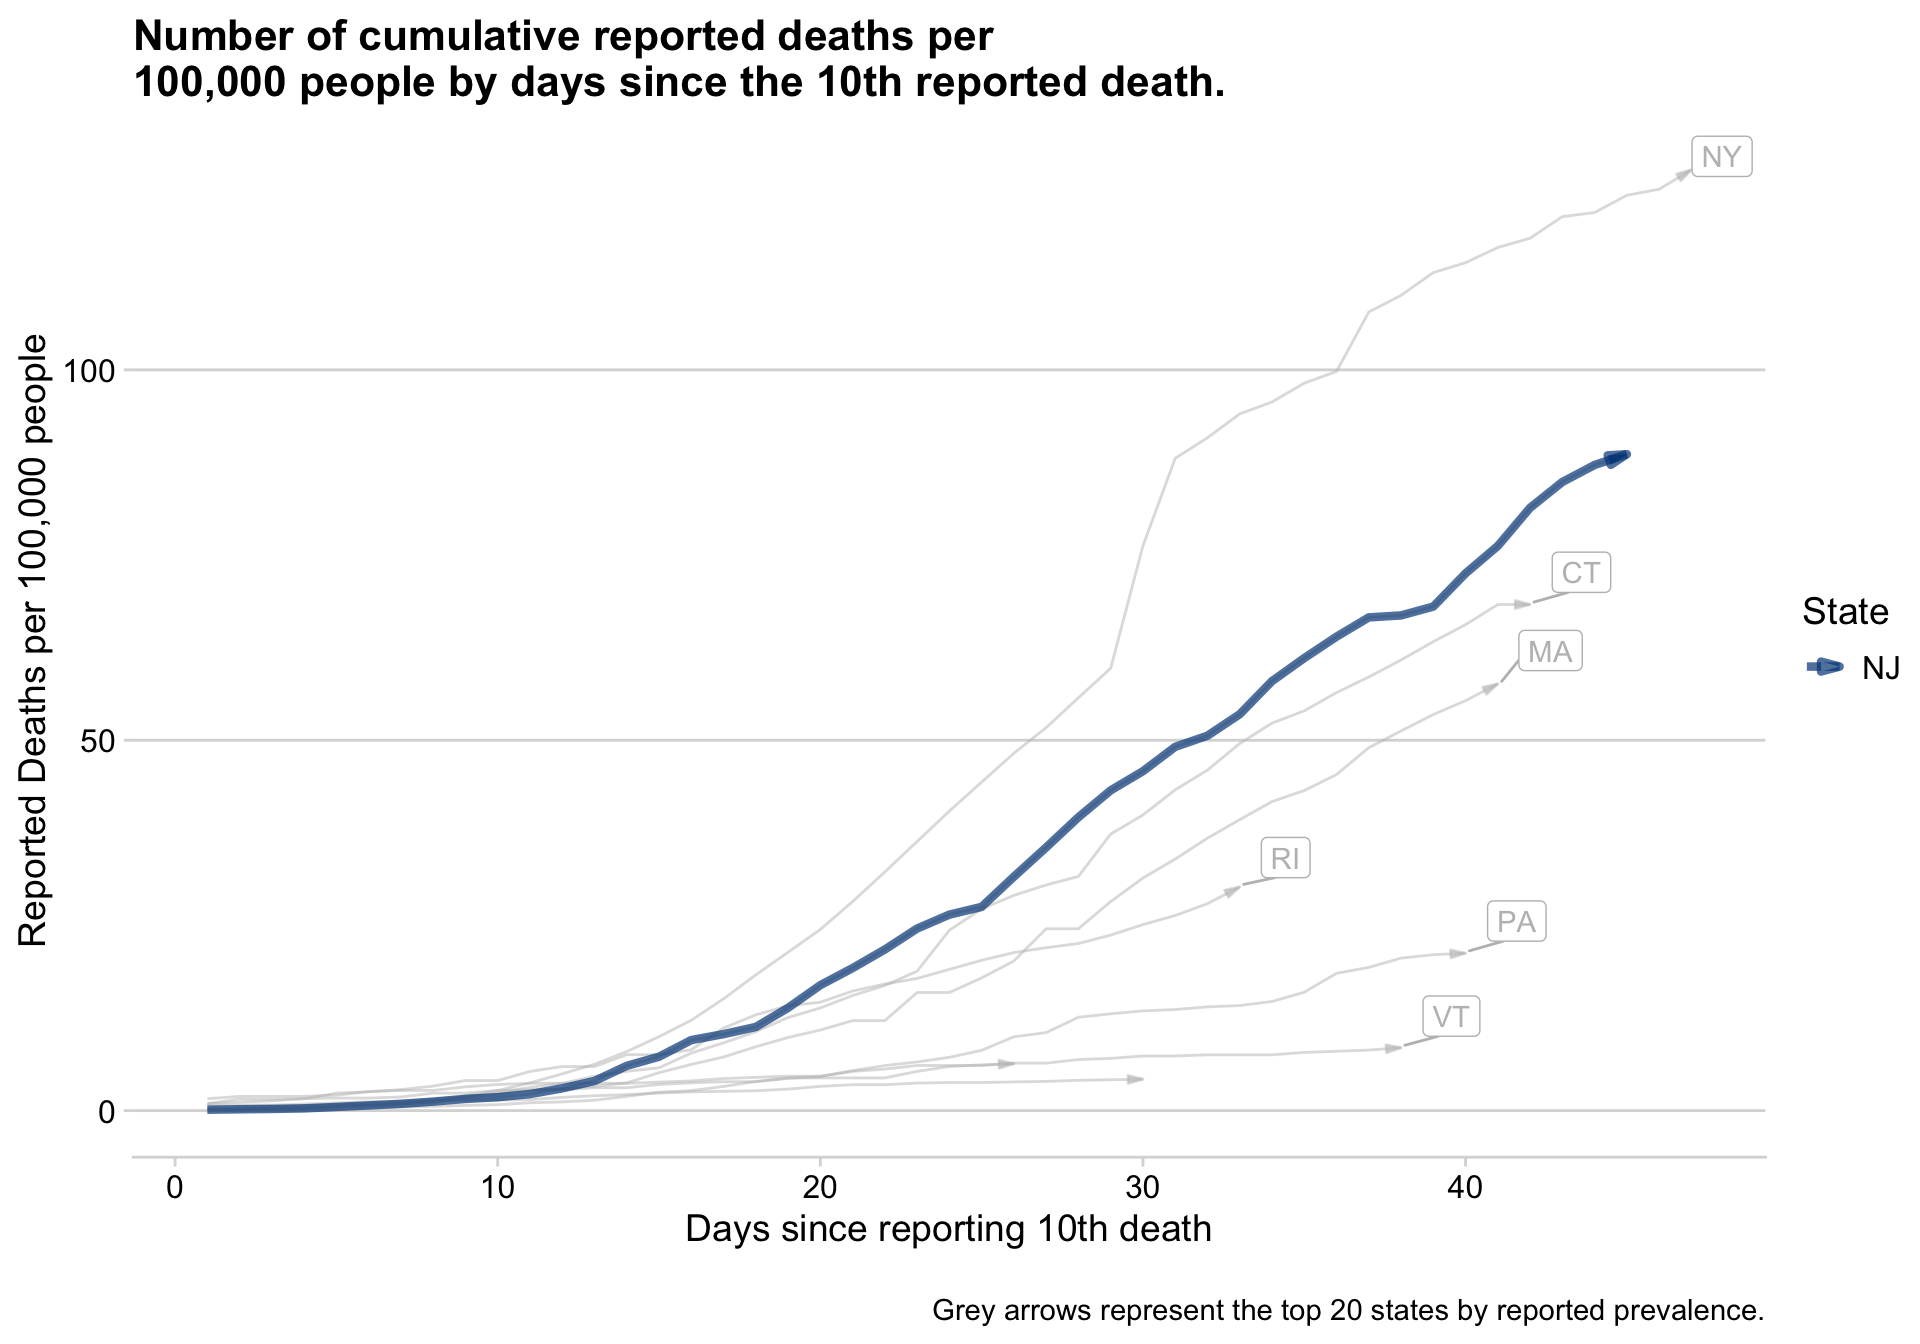 Number of cumulative reported deaths per
100,000 people by days since the 10th reported death.
NY
100
CT
State
MA
NJ
50
RI
PA
VT
0
0 10 20 30 40
Reported Deaths per 100,000 people
Days since reporting 10th death
Grey arrows represent the top 20 states by reported prevalence.